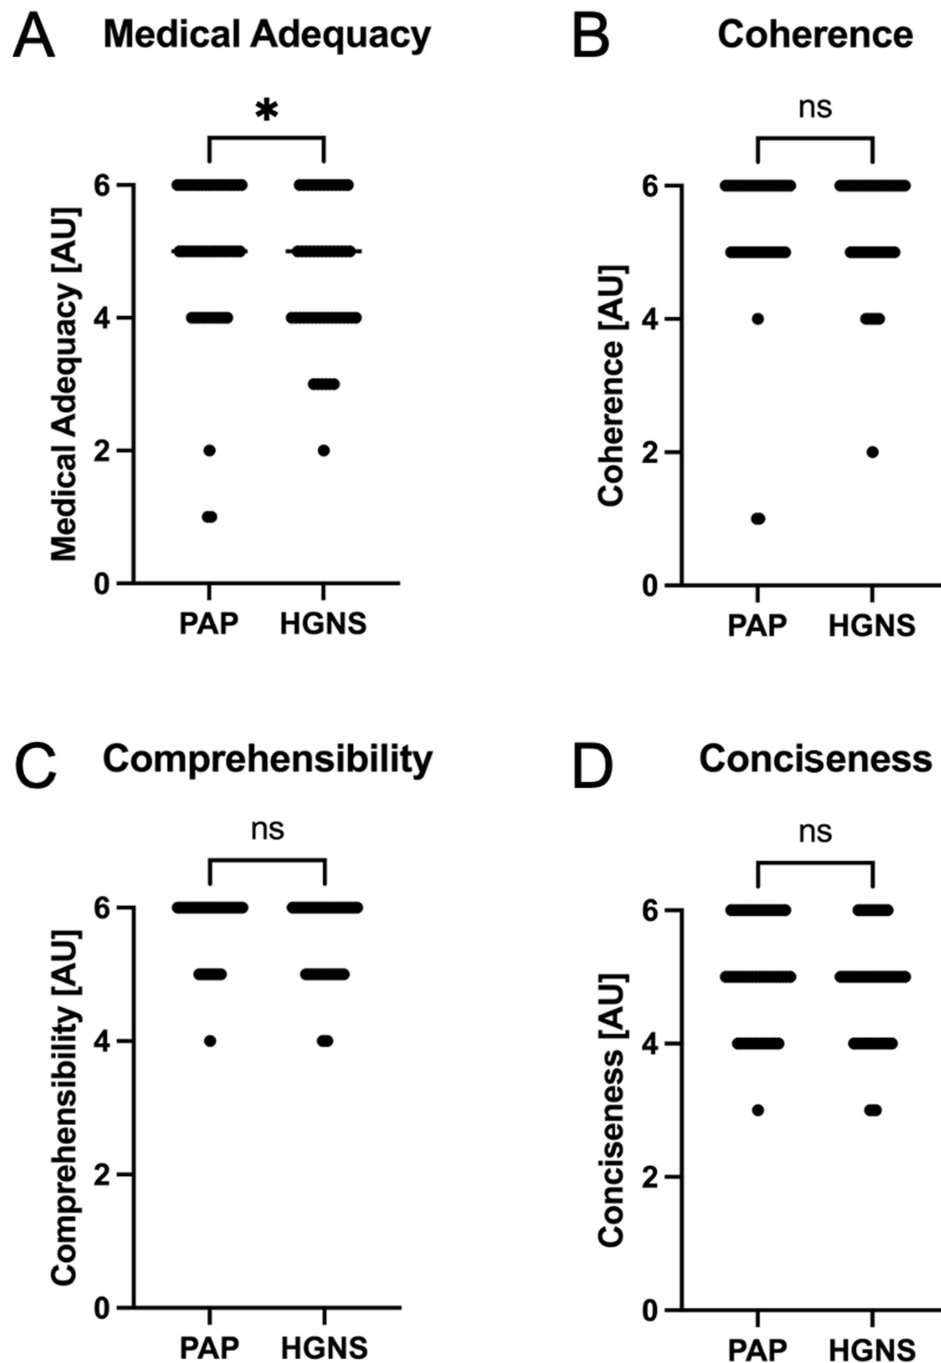 A Medical Adequacy
*
Medical Adequacy [AU]
6
4
2
0
PAP HGNS
B Coherence
ns
Coherence [AU]
6
4
2
0
PAP HGNS
C Comprehensibility
ns
Comprehensibility [AU]
6
4
2
0
PAP HGNS
D Conciseness
ns
Conciseness [AU]
6
4
2
0
PAP HGNS